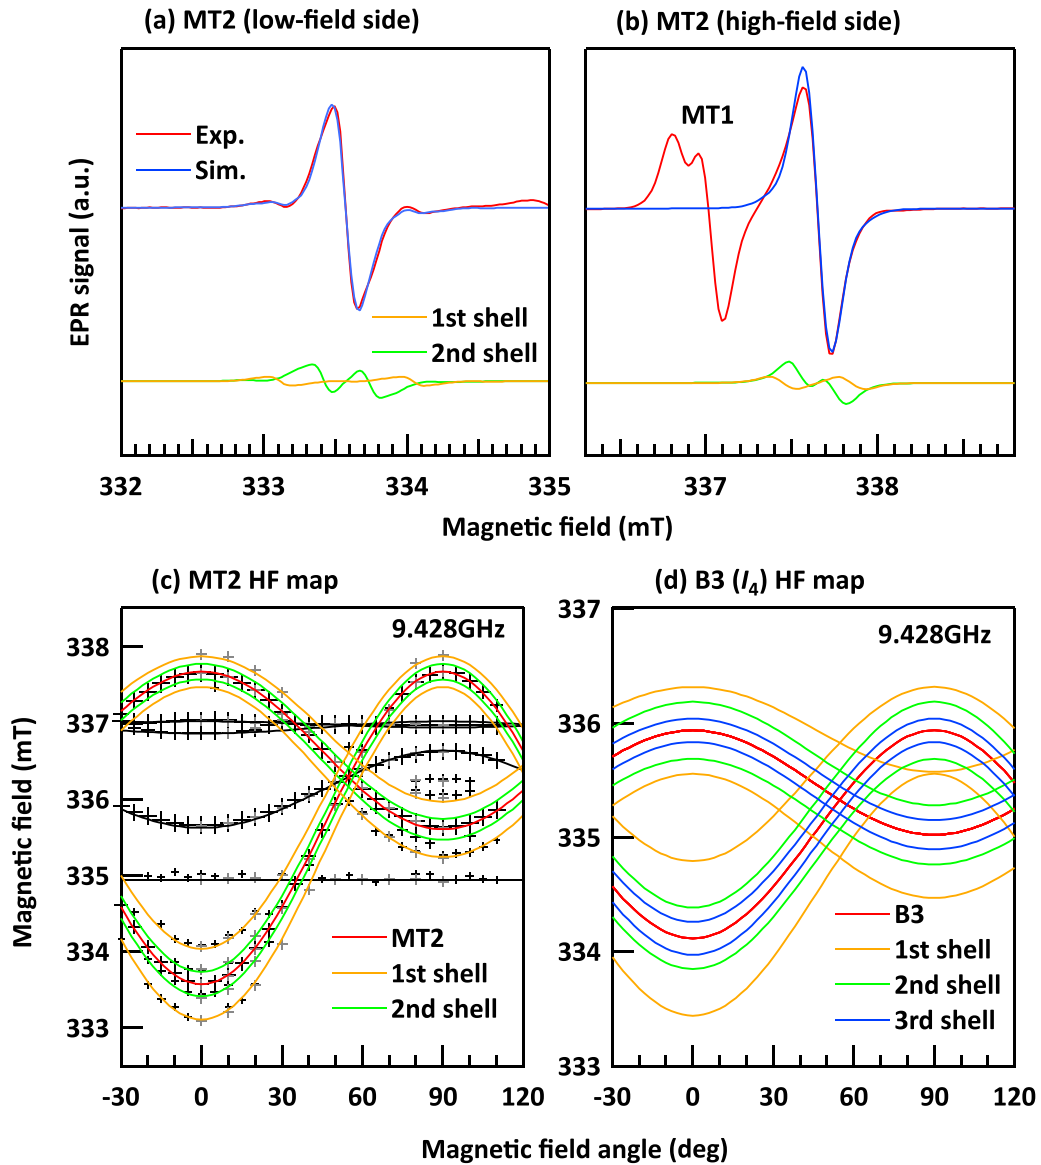 (a) MT2 (low-field side)
(b) MT2 (high-field side)
EPR signal (a.u.)
Exp.
Sim.
MT1
1st shell
2nd shell
332
333
334
335
337
338
Magnetic field (mT)
(c) MT2 HF map
(d) B3 (I4) HF map
Magnetic field (mT)
9.428GHz
338
337
336
335
334
333
MT2
1st shell
2nd shell
-30
0
30
60
90
120
9.428GHz
337
336
335
334
333
B3
1st shell
2nd shell
3rd shell
-30
0
30
60
90
120
Magnetic field angle (deg)